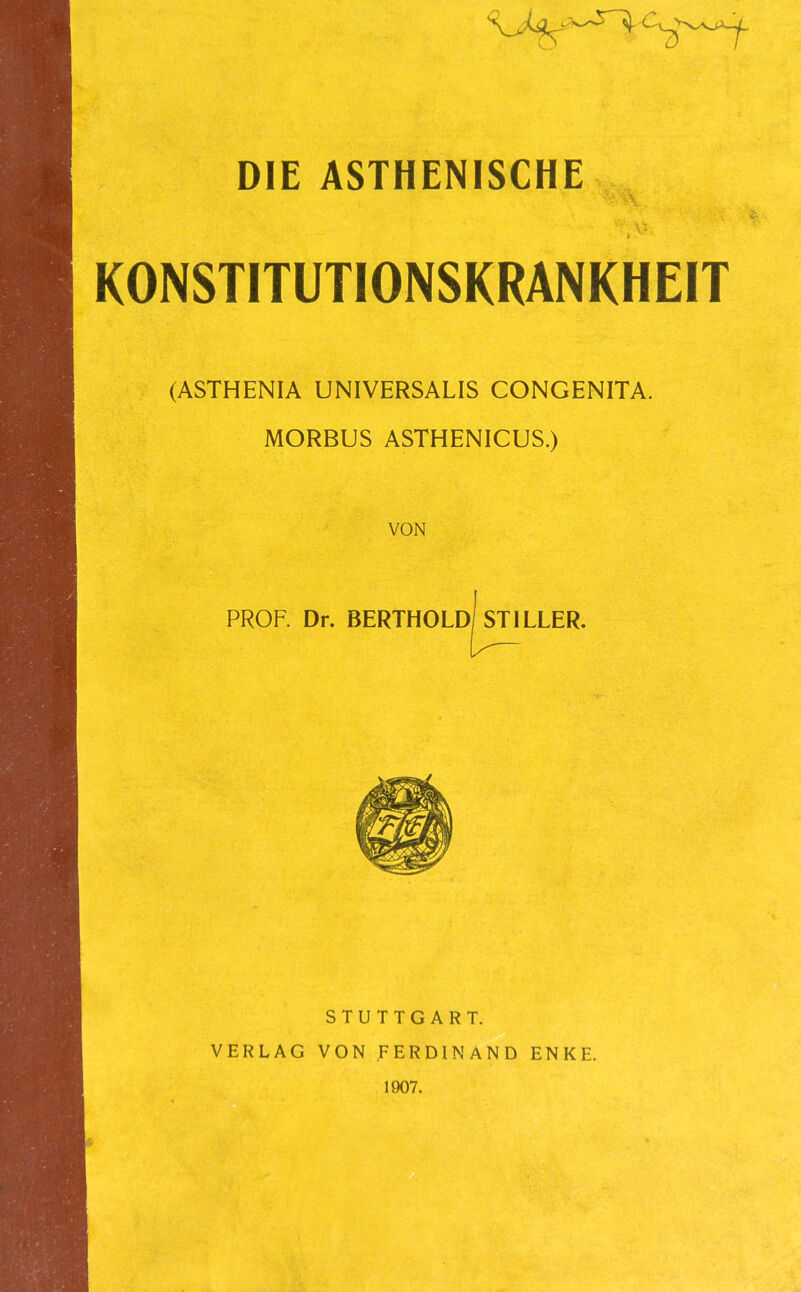 DIE ASTHENISCHE
KONSTITUTIONSKRANKHEIT
(ASTHENIA UNIVERSALIS CONGENITA.
MORBUS ASTHENICUS.)
VON
PROF. Dr. BERTHOLD STILLER.
F E
STUTTGART.
VERLAG VON FERDINAND ENKE.
1907.